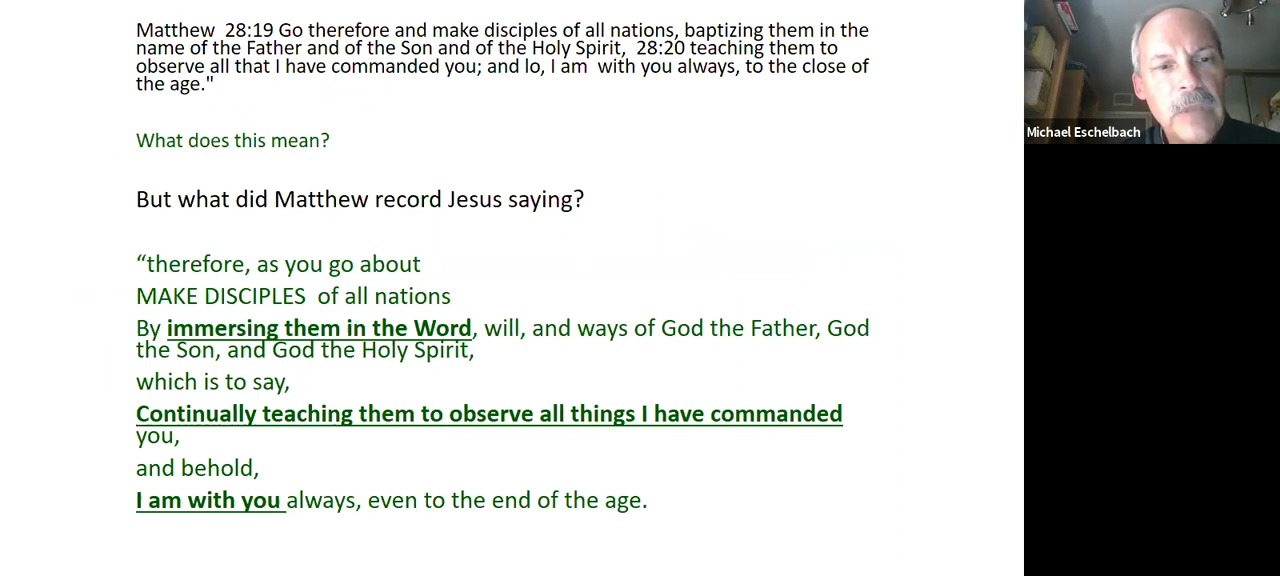 Matthew  28:19 Go therefore and make disciples of all nations, baptizing them in the
name of the Father and of the Son and of the Holy Spirit,  28:20 teaching them to
observe all that I have commanded you; and lo, I am  with you always, to the close of
the age."
What does this mean?
But what did Matthew record Jesus saying?
“therefore, as you go about
MAKE DISCIPLES  of all nations
By immersing them in the Word, will, and ways of God the Father, God
the Son, and God the Holy Spirit,
which is to say,
Continually teaching them to observe all things I have commanded
you,
and behold,
I am with you always, even to the end of the age.
Michael Eschelbach